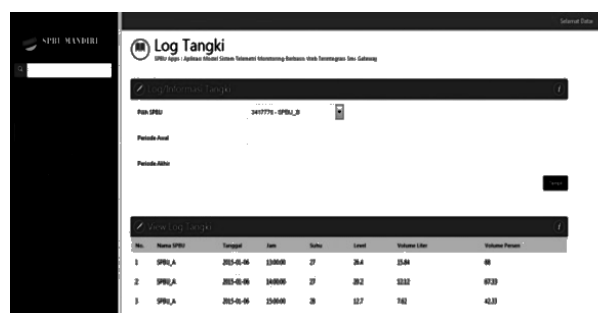 Selamat Datar
SPBU MANDIRI
Log Tangki
SPBU Apps : Aplikasi Model Sistem Telemetri Monitoring Berbasis Web Terintegrasi Sms Gateway
Log/Informasi Tangki
Pilih SPBU 3417776 - SPBU_B
Periode Awal
Periode Akhir
View Log Tangki
No. Nama SPBU Tanggal Jam Suhu Level Volume Liter Volume Persen
1 SPBU_A 2015-01-06 13:00:00 27 26.4 15.84 88
2 SPBU_A 2015-01-06 14:00:00 27 20.2 12.12 67.33
3 SPBU_A 2015-01-06 15:00:00 28 12.7 7.62 42.33